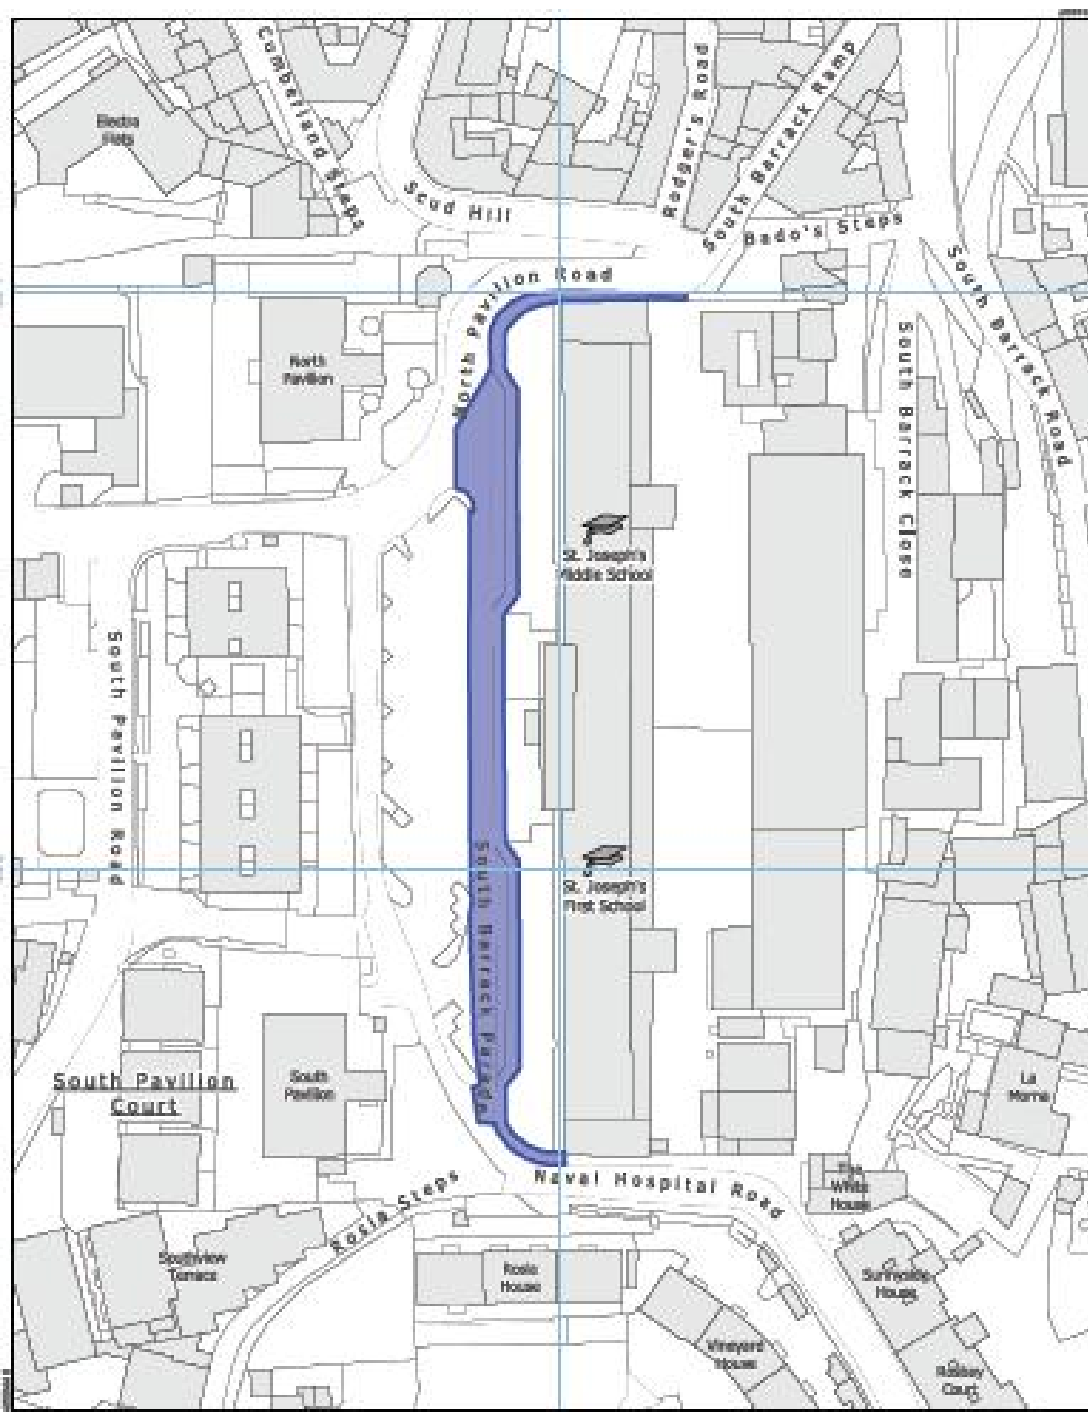 Cumberland Steps
Rodger's Road
South Barrack Ramp
Electra
Flats
Scud Hill
Bado's Steps
North Pavilion Road
South Barrack Road
North
Pavilion
South Barrack Close
St. Joseph's
Middle School
South Pavilion Road
South Barrack Parade
St. Joseph's
First School
South Pavilion
Court
South
Pavilion
La
Morna
The
White
House
Naval Hospital Road
Rosia Steps
Southview
Terrace
Rosia
House
Sunnyside
House
Vineyard
House
Court